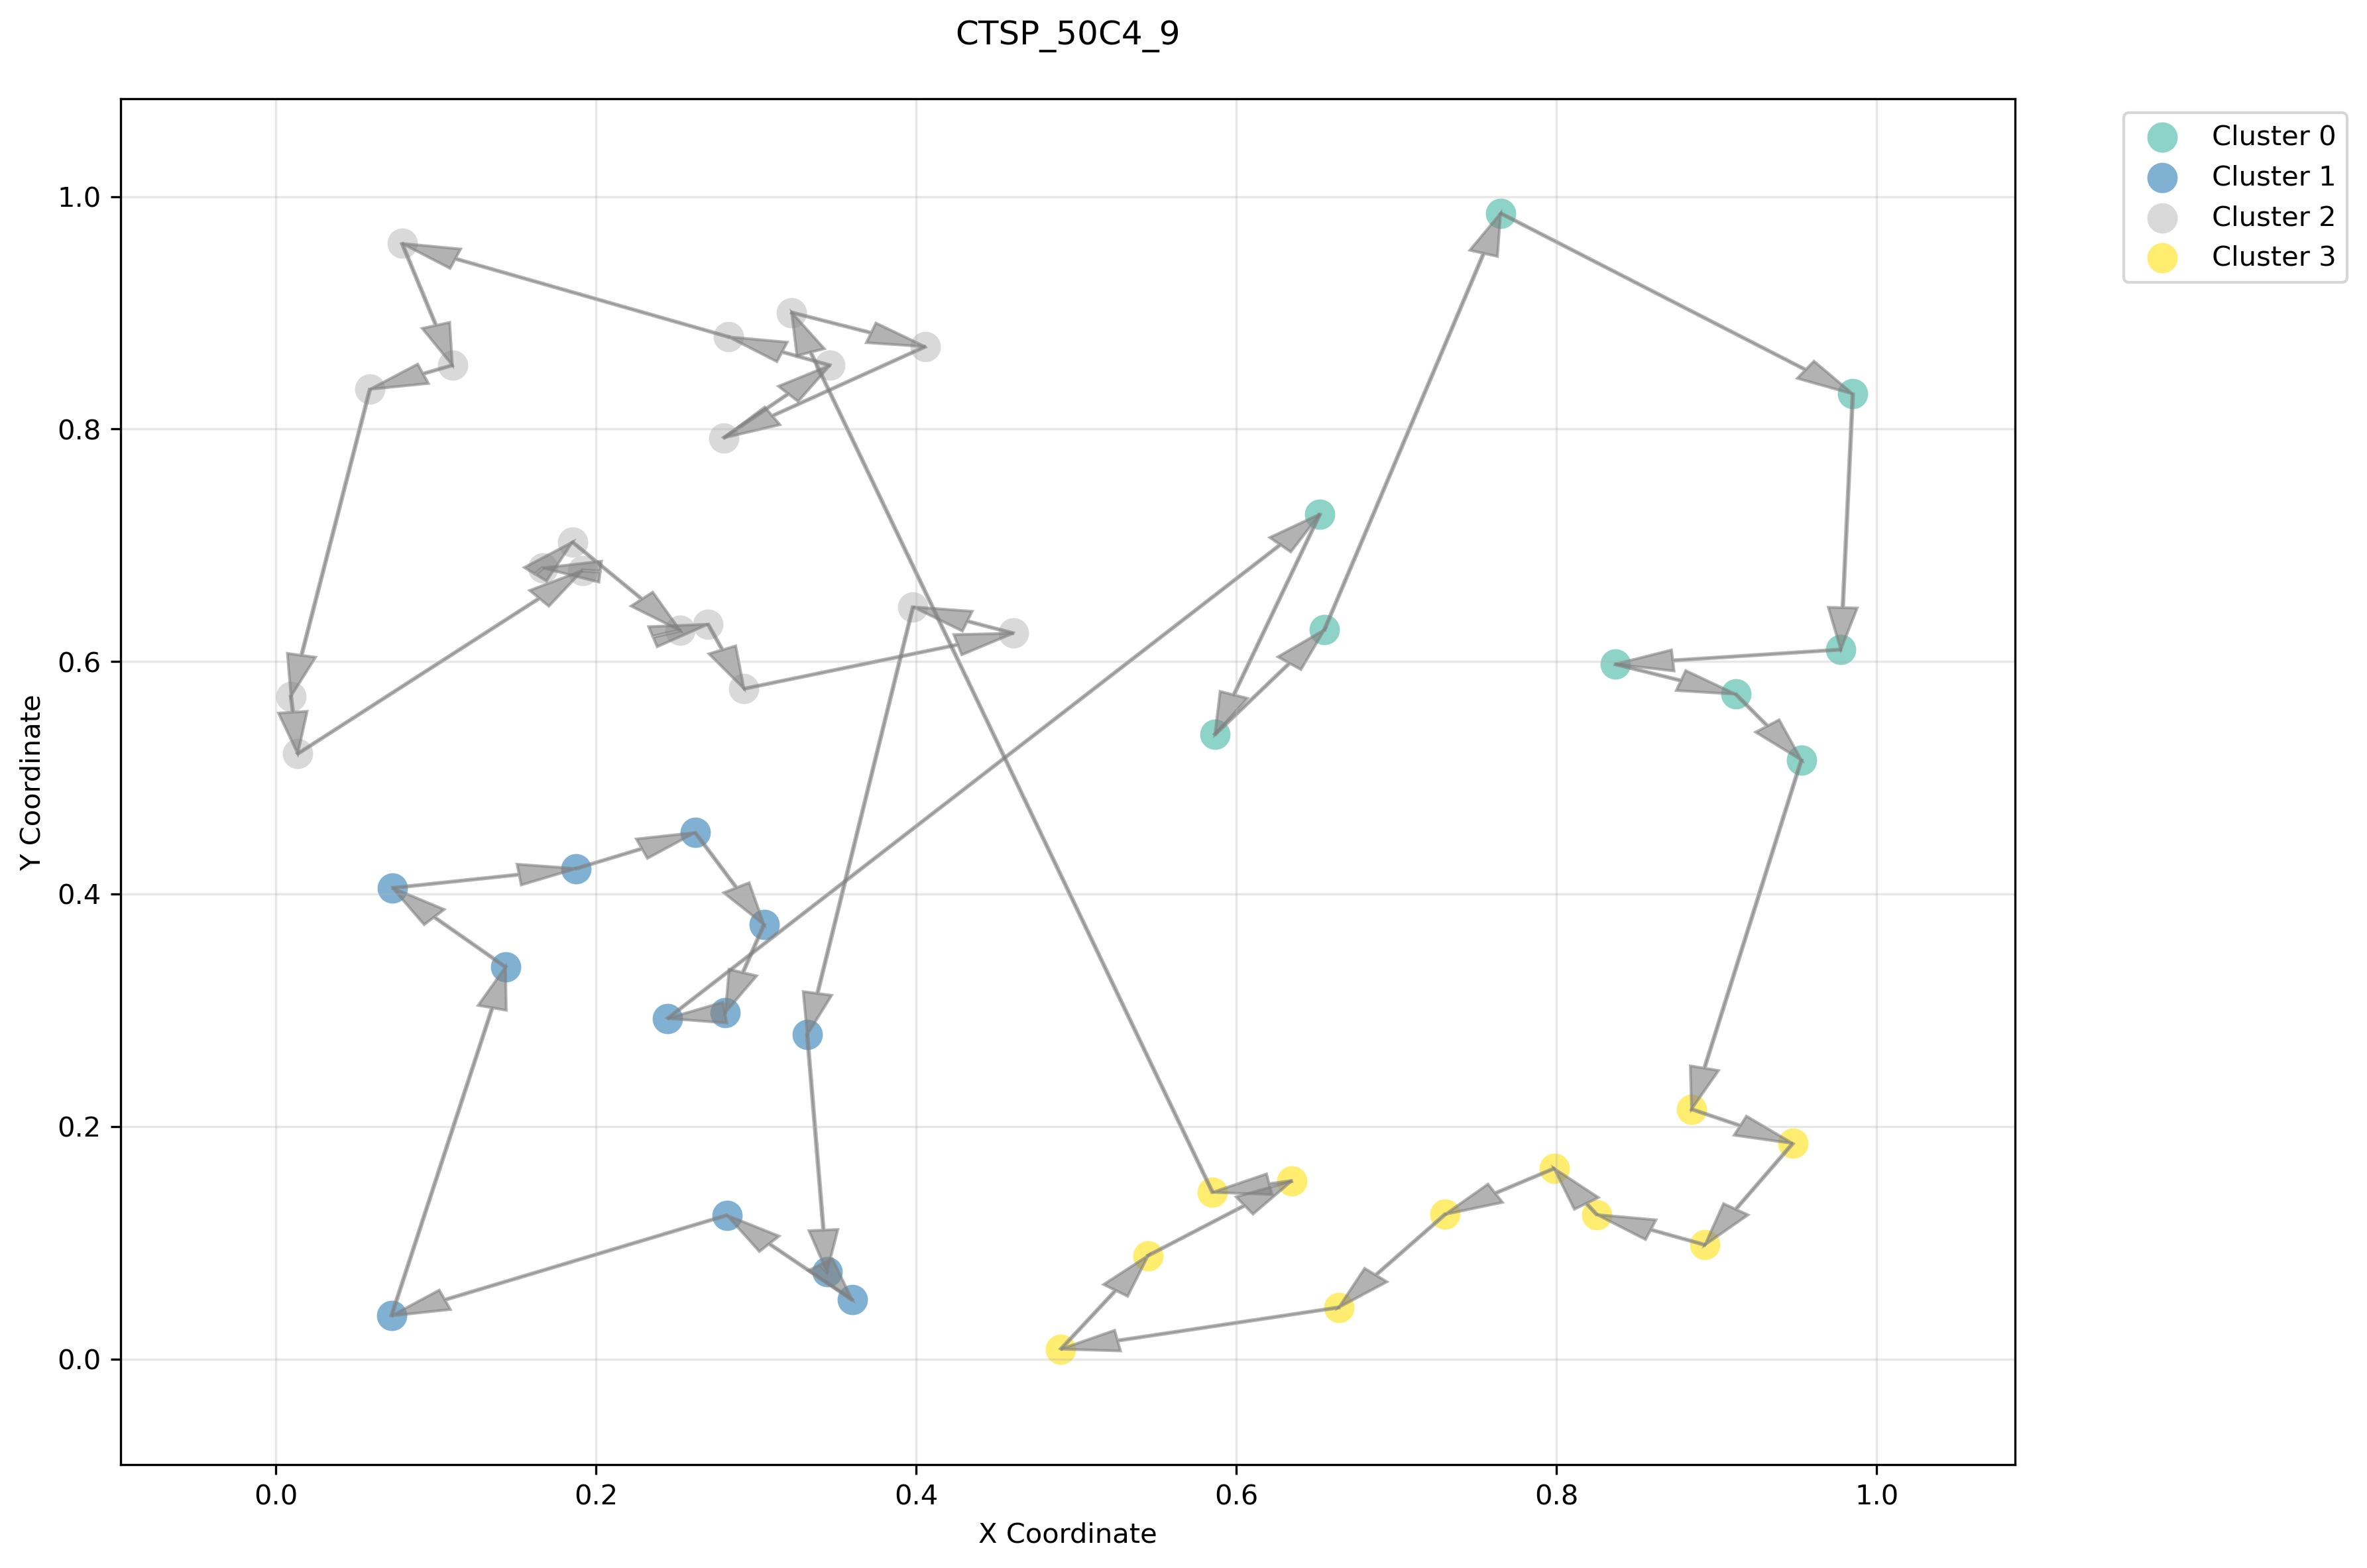 CTSP_50C4_9
Cluster 0
Cluster 1
Cluster 2
Cluster 3
Y Coordinate
1.0
0.8
0.6
0.4
0.2
0.0
0.0 0.2 0.4 0.6 0.8 1.0
X Coordinate